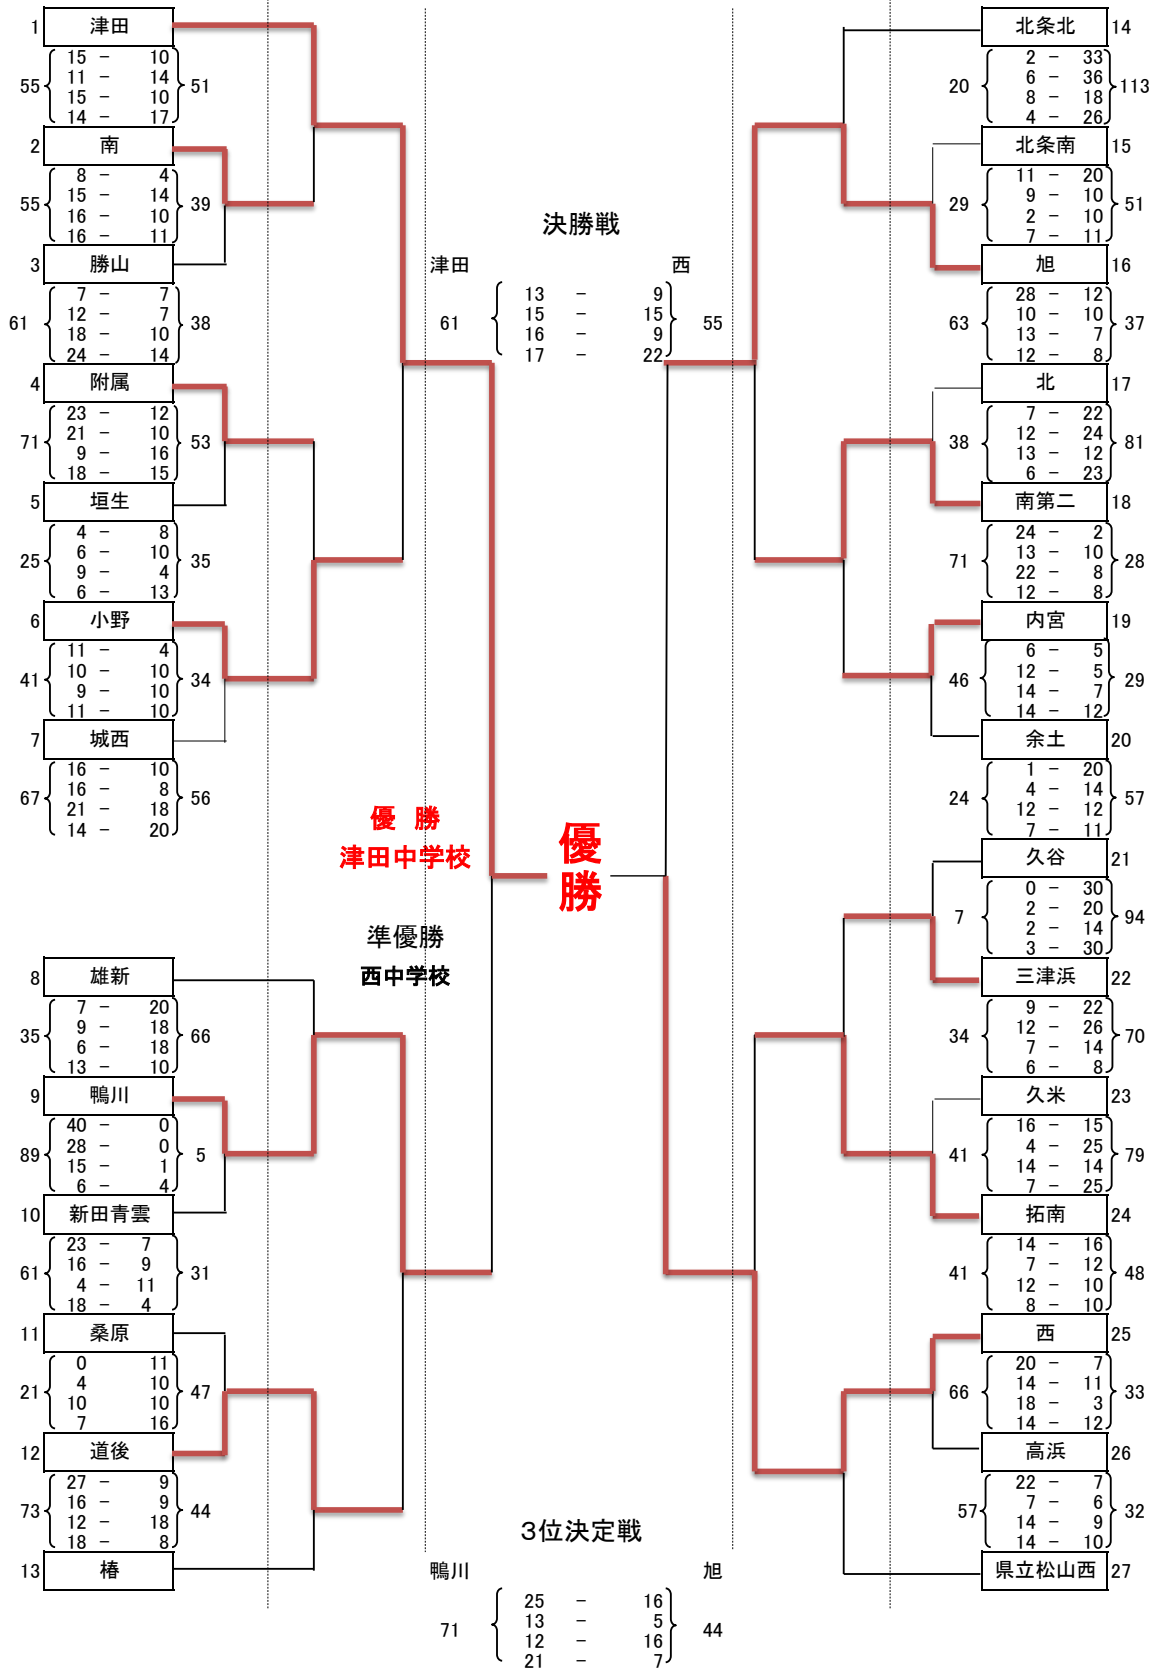 1 津田
15 − 10
11 − 14
55 51
15 − 10
14 − 17
2 南
8 − 4
15 − 14
55 39
16 − 10
16 − 11
3 勝山
7 − 7
12 − 7
61 38
18 − 10
24 − 14
4 附属
23 − 12
21 − 10
71 53
9 − 16
18 − 15
5 垣生
4 − 8
6 − 10
25 35
9 − 4
6 − 13
6 小野
11 − 4
10 − 10
41 34
9 − 10
11 − 10
7 城西
16 − 10
16 − 8
67 56
21 − 18
14 − 20
8 雄新
7 − 20
9 − 18
35 66
6 − 18
13 − 10
9 鴨川
40 − 0
28 − 0
89 5
15 − 1
6 − 4
10 新田青雲
23 − 7
16 − 9
61 31
4 − 11
18 − 4
11 桑原
0 11
4 10
21 47
10 10
7 16
12 道後
27 − 9
16 − 9
73 44
12 − 18
18 − 8
13 椿
決勝戦
津田 西
13 − 9
15 − 15
61 55
16 − 9
17 − 22
優 勝
津田中学校
優
勝
準優勝
西中学校
3位決定戦
鴨川 旭
25 − 16
13 − 5
71 44
12 − 16
21 − 7
北条北 14
2 − 33
6 − 36
20 113
8 − 18
4 − 26
北条南 15
11 − 20
9 − 10
29 51
2 − 10
7 − 11
旭 16
28 − 12
10 − 10
63 37
13 − 7
12 − 8
北 17
7 − 22
12 − 24
38 81
13 − 12
6 − 23
南第二 18
24 − 2
13 − 10
71 28
22 − 8
12 − 8
内宮 19
6 − 5
12 − 5
46 29
14 − 7
14 − 12
余土 20
1 − 20
4 − 14
24 57
12 − 12
7 − 11
久谷 21
0 − 30
2 − 20
7 94
2 − 14
3 − 30
三津浜 22
9 − 22
12 − 26
34 70
7 − 14
6 − 8
久米 23
16 − 15
4 − 25
41 79
14 − 14
7 − 25
拓南 24
14 − 16
7 − 12
41 48
12 − 10
8 − 10
西 25
20 − 7
14 − 11
66 33
18 − 3
14 − 12
高浜 26
22 − 7
7 − 6
57 32
14 − 9
14 − 10
県立松山西 27